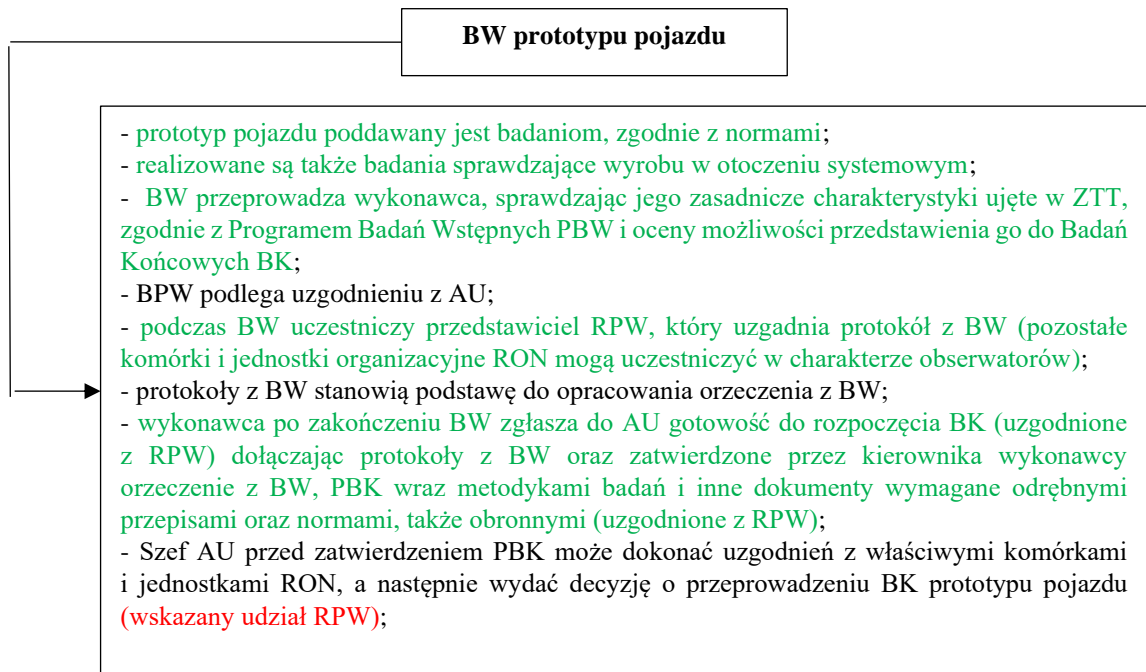 BW prototypu pojazdu
- prototyp pojazdu poddawany jest badaniom, zgodnie z normami;
- realizowane są także badania sprawdzające wyrobu w otoczeniu systemowym;
- BW przeprowadza wykonawca, sprawdzając jego zasadnicze charakterystyki ujęte w ZTT,
zgodnie z Programem Badań Wstępnych PBW i oceny możliwości przedstawienia go do Badań
Końcowych BK;
- BPW podlega uzgodnieniu z AU;
- podczas BW uczestniczy przedstawiciel RPW, który uzgadnia protokół z BW (pozostałe
komórki i jednostki organizacyjne RON mogą uczestniczyć w charakterze obserwatorów);
- protokoły z BW stanowią podstawę do opracowania orzeczenia z BW;
- wykonawca po zakończeniu BW zgłasza do AU gotowość do rozpoczęcia BK (uzgodnione
z RPW) dołączając protokoły z BW oraz zatwierdzone przez kierownika wykonawcy
orzeczenie z BW, PBK wraz metodykami badań i inne dokumenty wymagane odrębnymi
przepisami oraz normami, także obronnymi (uzgodnione z RPW);
- Szef AU przed zatwierdzeniem PBK może dokonać uzgodnień z właściwymi komórkami
i jednostkami RON, a następnie wydać decyzję o przeprowadzeniu BK prototypu pojazdu
(wskazany udział RPW);